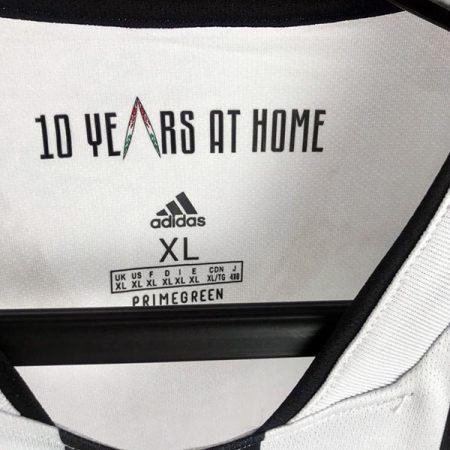 10 YEARS AT HOME
adidas
XL
UK US F D I E CDN J
XL XL XL XL XL XL XL/TG 4XO
PRIMEGREEN